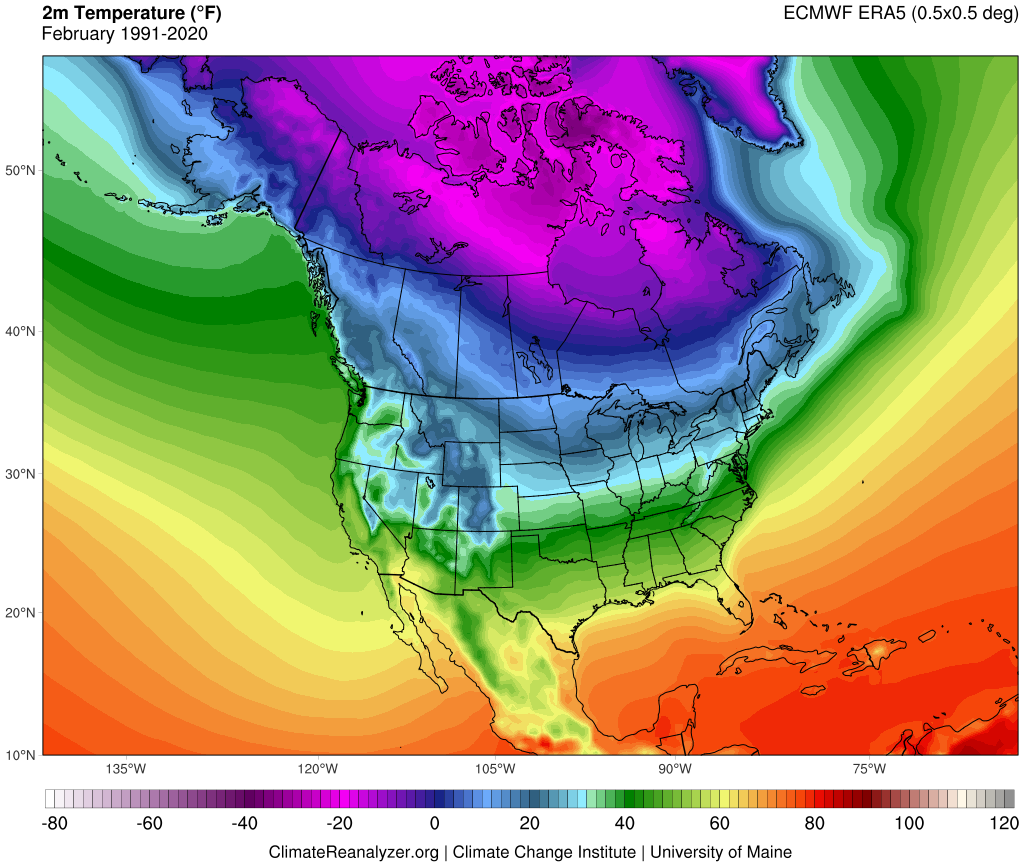 2m Temperature (°F)
ECMWF ERA5 (0.5x0.5 deg)
February 1991-2020
50°N
40°N
30°N
20°N
10°N
135°W 120°W 105°W 90°W 75°W
-80 -60 -40 -20 0 20 40 60 80 100 120
ClimateReanalyzer.org | Climate Change Institute | University of Maine